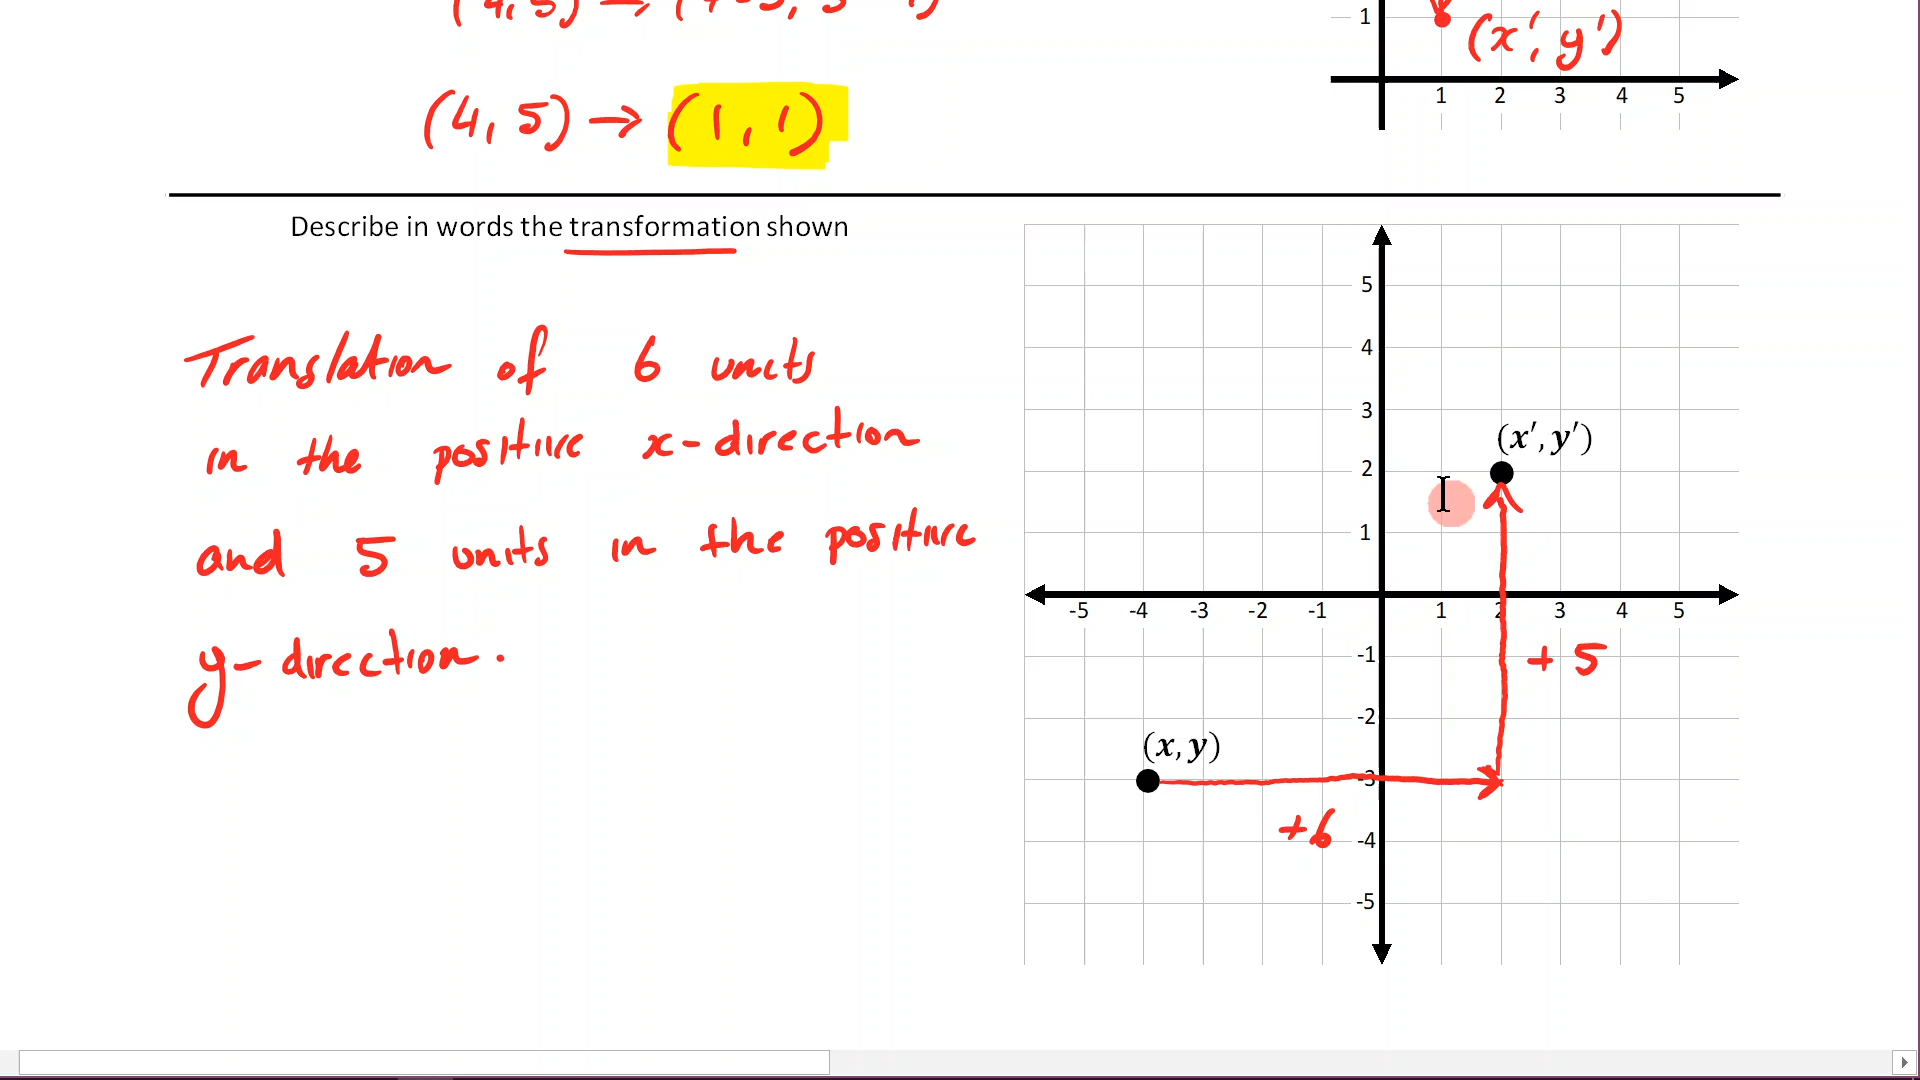 (4, 5) →
1
(x', y')
1 2 3 4 5
(4, 5) → (1, 1)
Describe in words the transformation shown
Translation of 6 units
in the positive x-direction
and 5 units in the positive
y-direction.
5
4
3
(x', y')
2
1
-5 -4 -3 -2 -1 1 2 3 4 5
-1
+5
-2
(x, y)
-3
+6
-4
-5